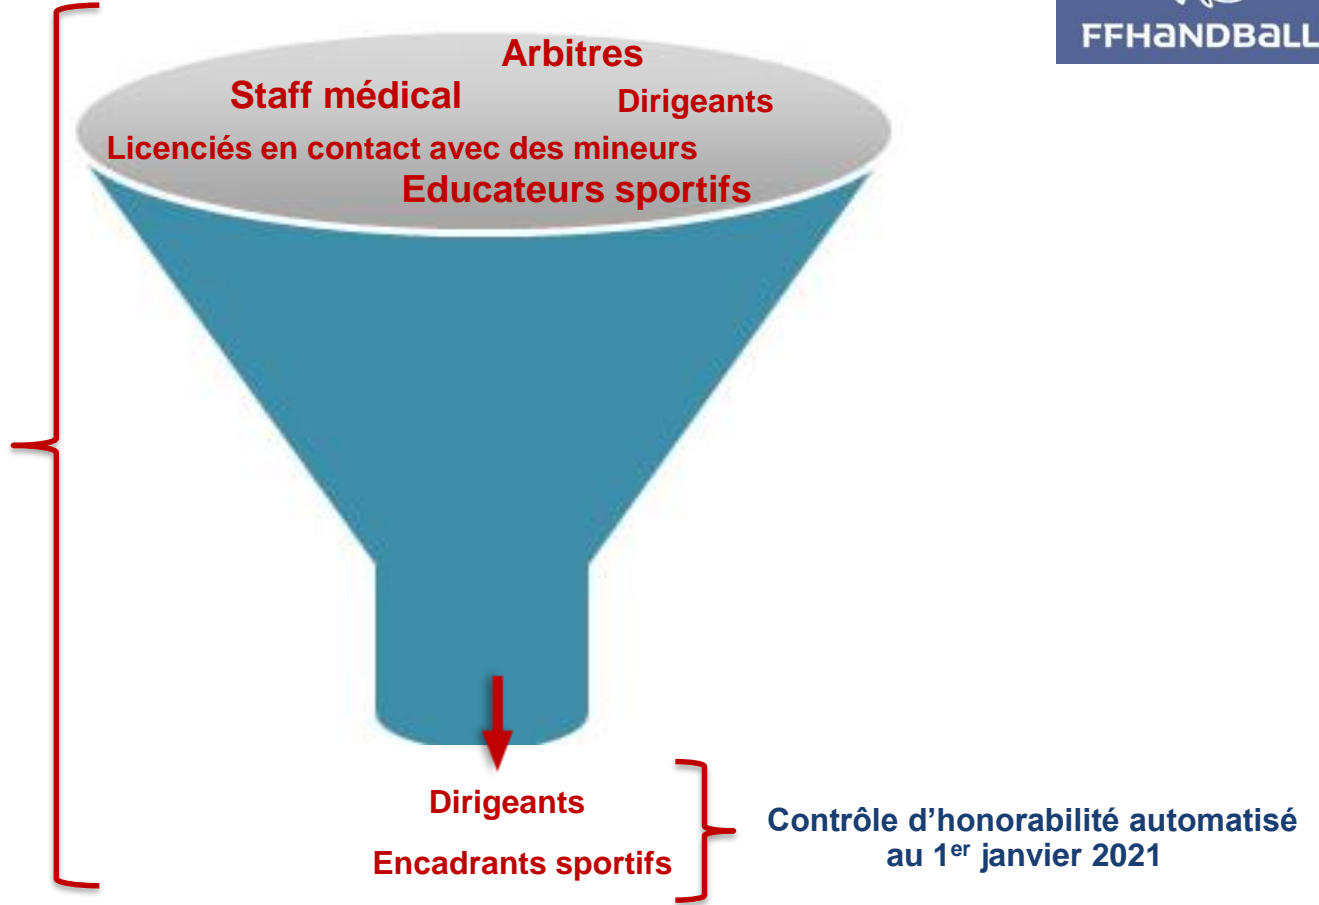 FFHANDBALL
Arbitres
Staff médical
Dirigeants
Licenciés en contact avec des mineurs
Educateurs sportifs
Dirigeants
Encadrants sportifs
Contrôle d’honorabilité automatisé
au 1er janvier 2021